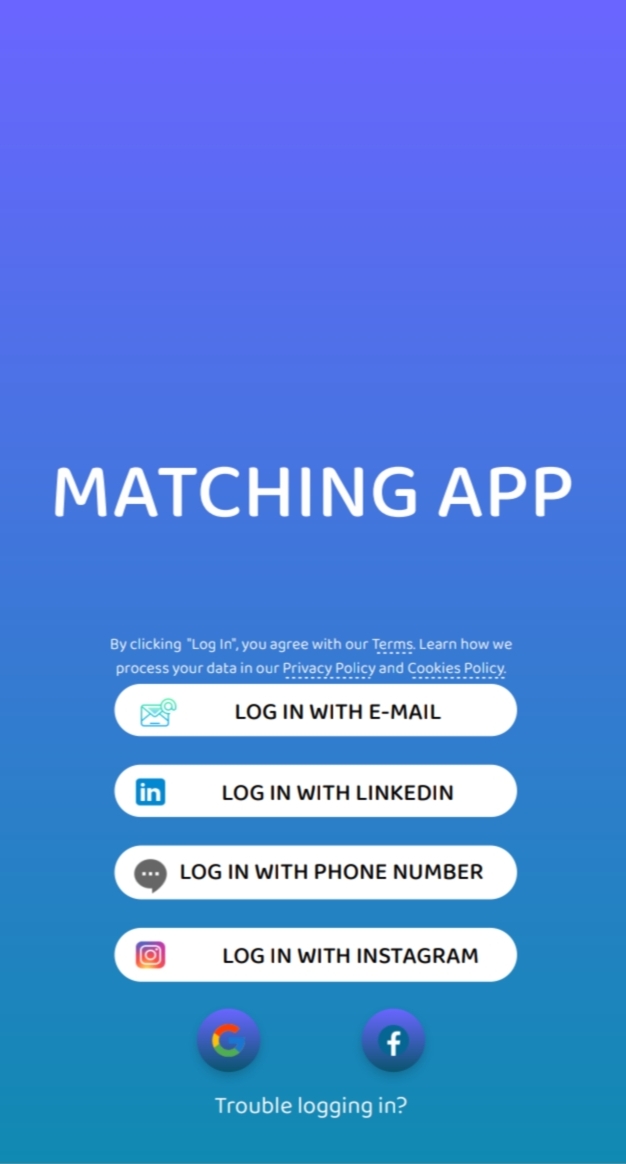 MATCHING APP
By clicking "Log In", you agree with our Terms. Learn how we
process your data in our Privacy Policy and Cookies Policy.
LOG IN WITH E-MAIL
in LOG IN WITH LINKEDIN
LOG IN WITH PHONE NUMBER
LOG IN WITH INSTAGRAM
Trouble logging in?